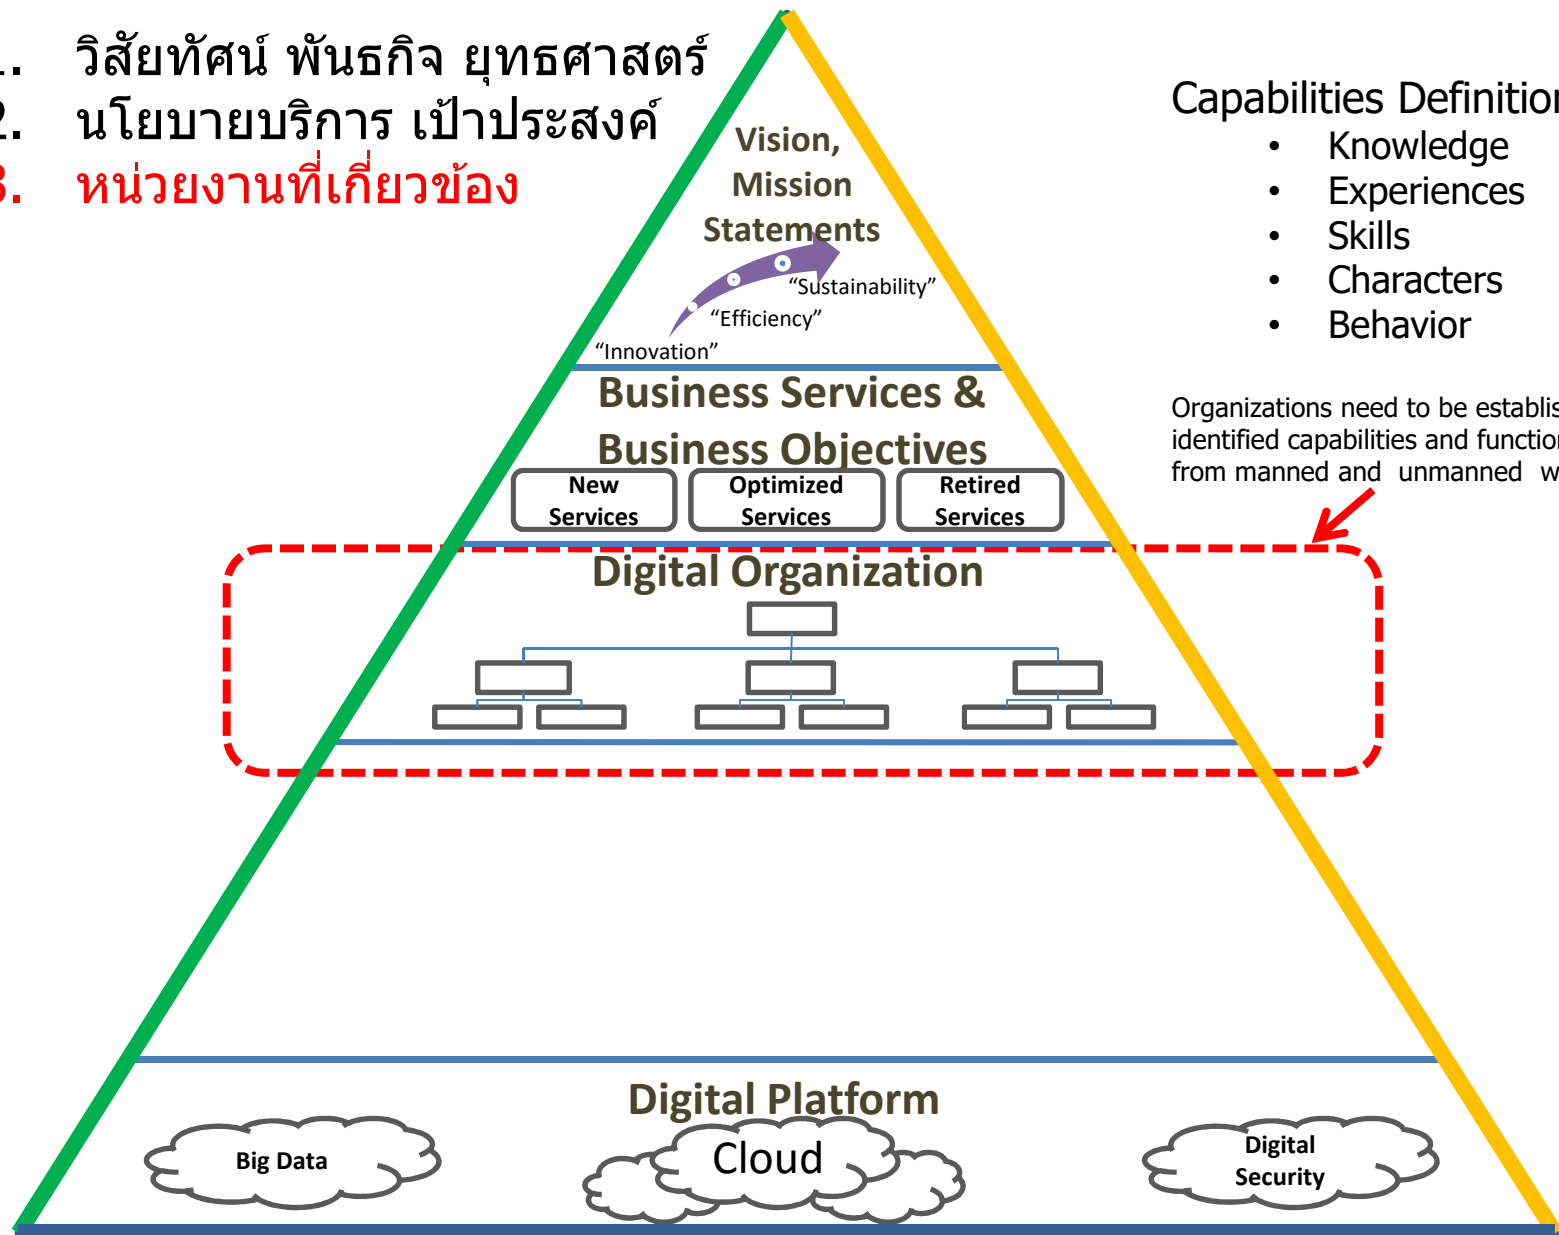 1. วิสัยทัศน์ พันธกิจ ยุทธศาสตร์
2. นโยบายบริการ เป้าประสงค์
3. หน่วยงานที่เกี่ยวข้อง
Vision,
Mission
Statements
“Sustainability”
“Efficiency”
“Innovation”
Capabilities Definition
• Knowledge
• Experiences
• Skills
• Characters
• Behavior
Organizations need to be
identified capabilities and
from manned and unmanned
Business Services &
Business Objectives
New
Services
Optimized
Services
Retired
Services
Digital Organization
Digital Platform
Big Data
Cloud
Digital
Security